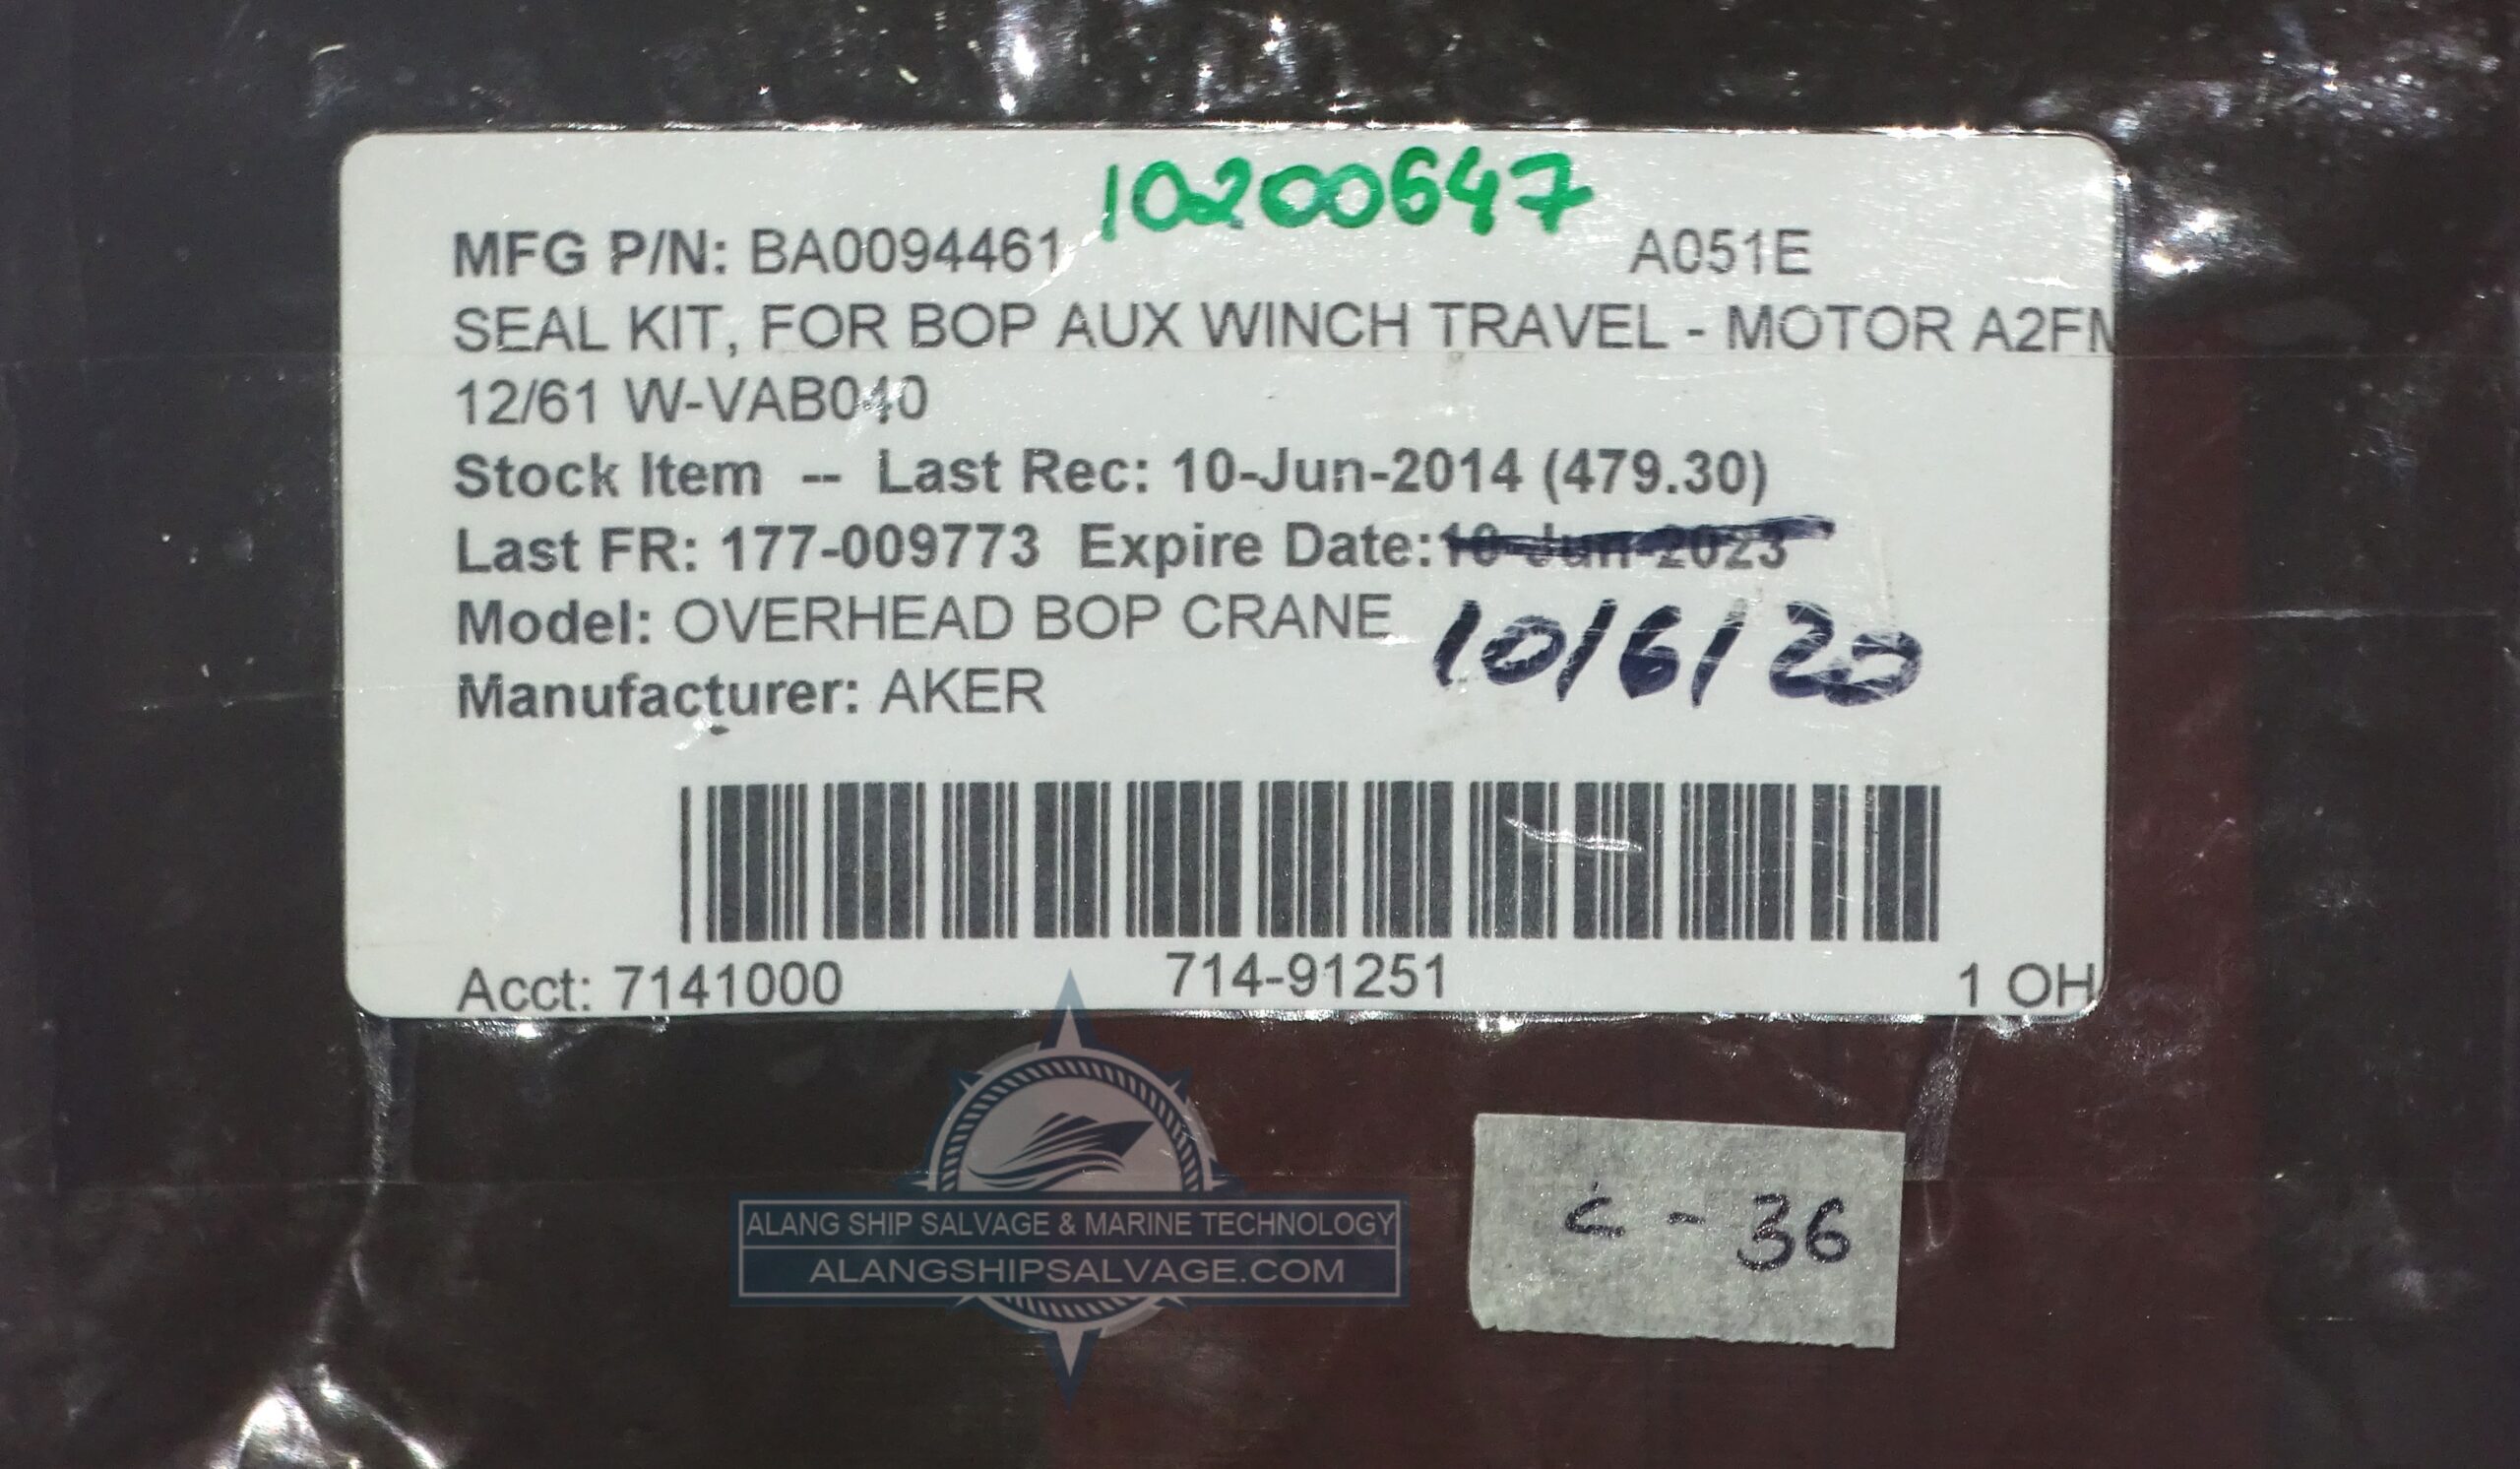 10200647
MFG P/N: BA0094461 A051E
SEAL KIT, FOR BOP AUX WINCH TRAVEL - MOTOR A2FM
12/61 W-VAB040
Stock Item -- Last Rec: 10-Jun-2014 (479.30)
Last FR: 177-009773 Expire Date: 10-Jun-2023
Model: OVERHEAD BOP CRANE 10/6/20
Manufacturer: AKER
Acct: 7141000 714-91251 1 OH
ALANG SHIP SALVAGE & MARINE TECHNOLOGY
ALANGSHIPSALVAGE.COM
C - 36